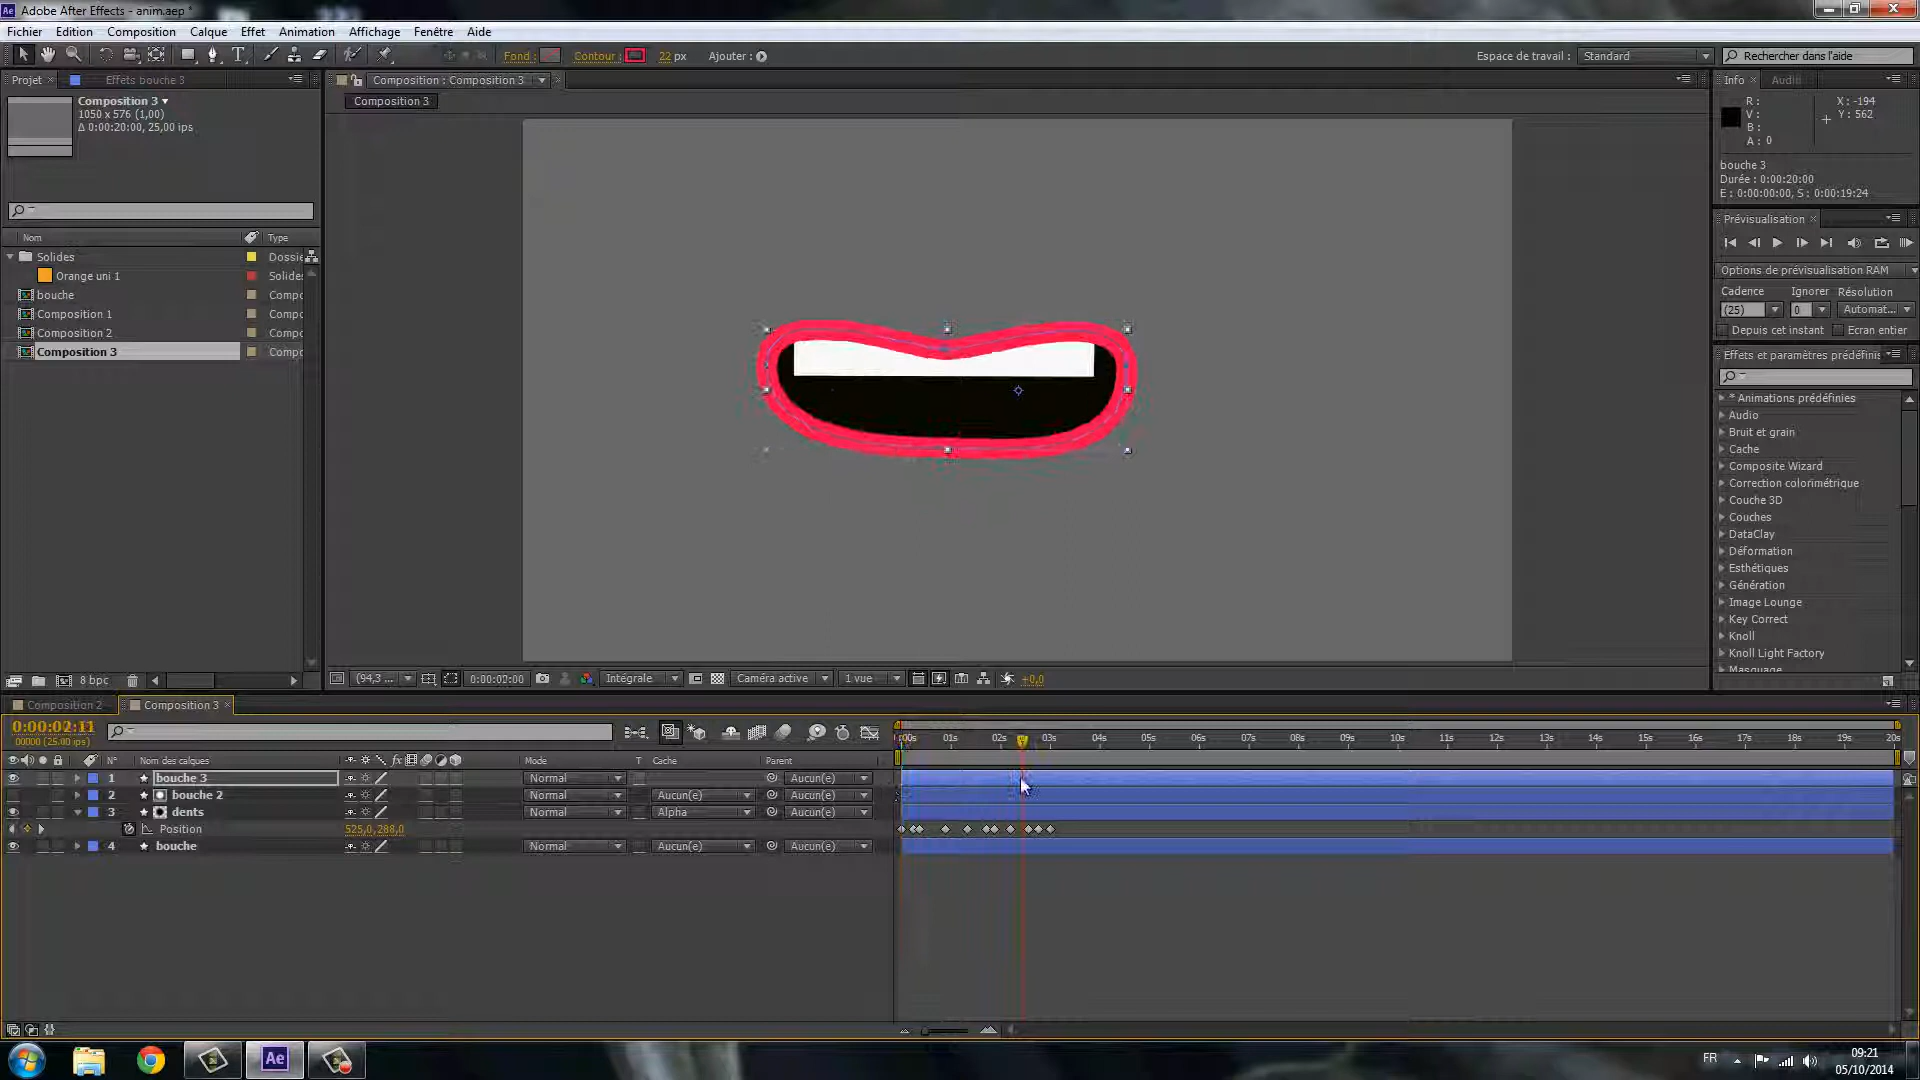 Adobe After Effects - anim.aep *
Fichier Edition Composition Calque Effet Animation Affichage Fenêtre Aide
Fond : Contour : 22 px Ajouter :
Espace de travail : Standard Rechercher dans l'aide
Projet Effets bouche 3
Composition : Composition 3
Info Audio
Composition 3
1050 x 576 (1,00)
Δ 0:00:20:00, 25,00 ips
Composition 3
R :
V :
B :
A : 0
X : -194
Y : 562
bouche 3
Durée : 0:00:20:00
E : 0:00:00:00, S : 0:00:19:24
Prévisualisation
Nom Type
Solides Dossie
Orange uni 1 Solides
bouche Compo
Composition 1 Compo
Composition 2 Compo
Composition 3 Compo
Options de prévisualisation RAM
Cadence Ignorer Résolution
(25) 0 Automat...
Depuis cet instant Ecran entier
Effets et paramètres prédéfinis
* Animations prédéfinies
Audio
Bruit et grain
Cache
Composite Wizard
Correction colorimétrique
Couche 3D
Couches
DataClay
Déformation
Esthétiques
Génération
Image Lounge
Key Correct
Knoll
Knoll Light Factory
Masquage
8 bpc
(94,3 ... 0:00:02:00 Intégrale Caméra active 1 vue +0,0
Composition 2 Composition 3
0:00:02:11
00000 (25.00 ips)
:00s 01s 02s 03s 04s 05s 06s 07s 08s 09s 10s 11s 12s 13s 14s 15s 16s 17s 18s 19s 20s
N° Nom des calques fx Mode T Cache Parent
1 bouche 3 Normal Aucun(e)
2 bouche 2 Normal Aucun(e) Aucun(e)
3 dents Normal Alpha Aucun(e)
Position 525,0,288,0
4 bouche Normal Aucun(e) Aucun(e)
Ae
FR
09:21
05/10/2014